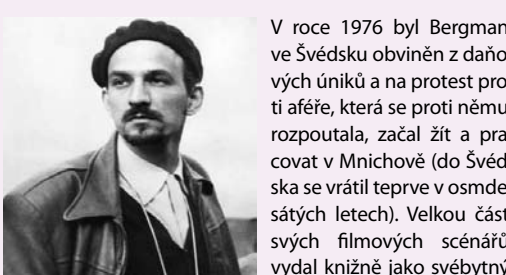 V roce 1976 byl Bergman
ve Švédsku obviněn z daňo
vých úniků a na protest pro
ti aféře, která se proti němu
rozpoutala, začal žít a pra
covat v Mnichově (do Švéd
ska se vrátil teprve v osmde
sátých letech). Velkou část
svých filmových scénářů
vydal knižně jako svébytný